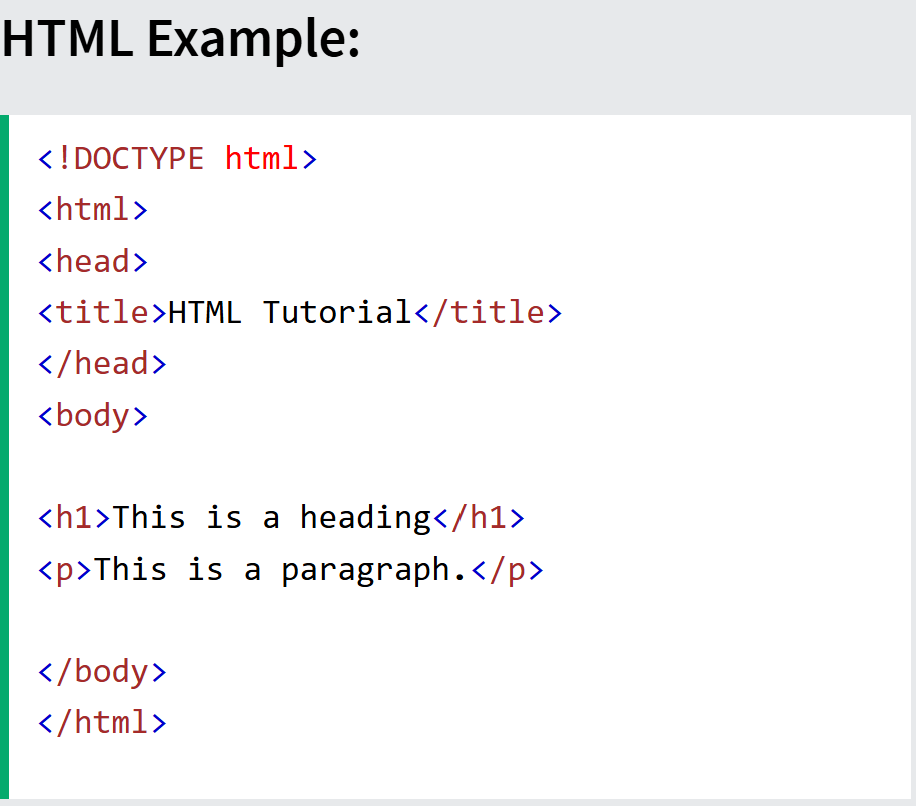 HTML Example:
<!DOCTYPE html>
<html>
<head>
<title>HTML Tutorial</title>
</head>
<body>
<h1>This is a heading</h1>
<p>This is a paragraph.</p>
</body>
</html>